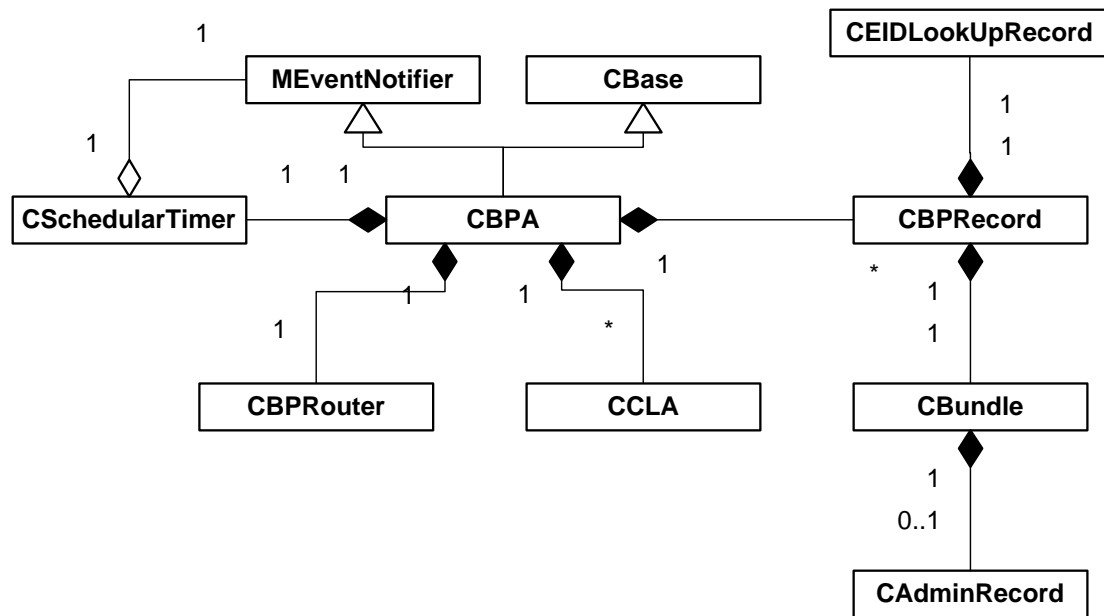 CEIDLookUpRecord
1
MEventNotifier
CBase
1
1
1
1
1
1
CSchedularTimer
CBPA
CBPRecord
1
*
1
1
1
1
*
1
CBPRouter
CCLA
CBundle
1
0..1
CAdminRecord